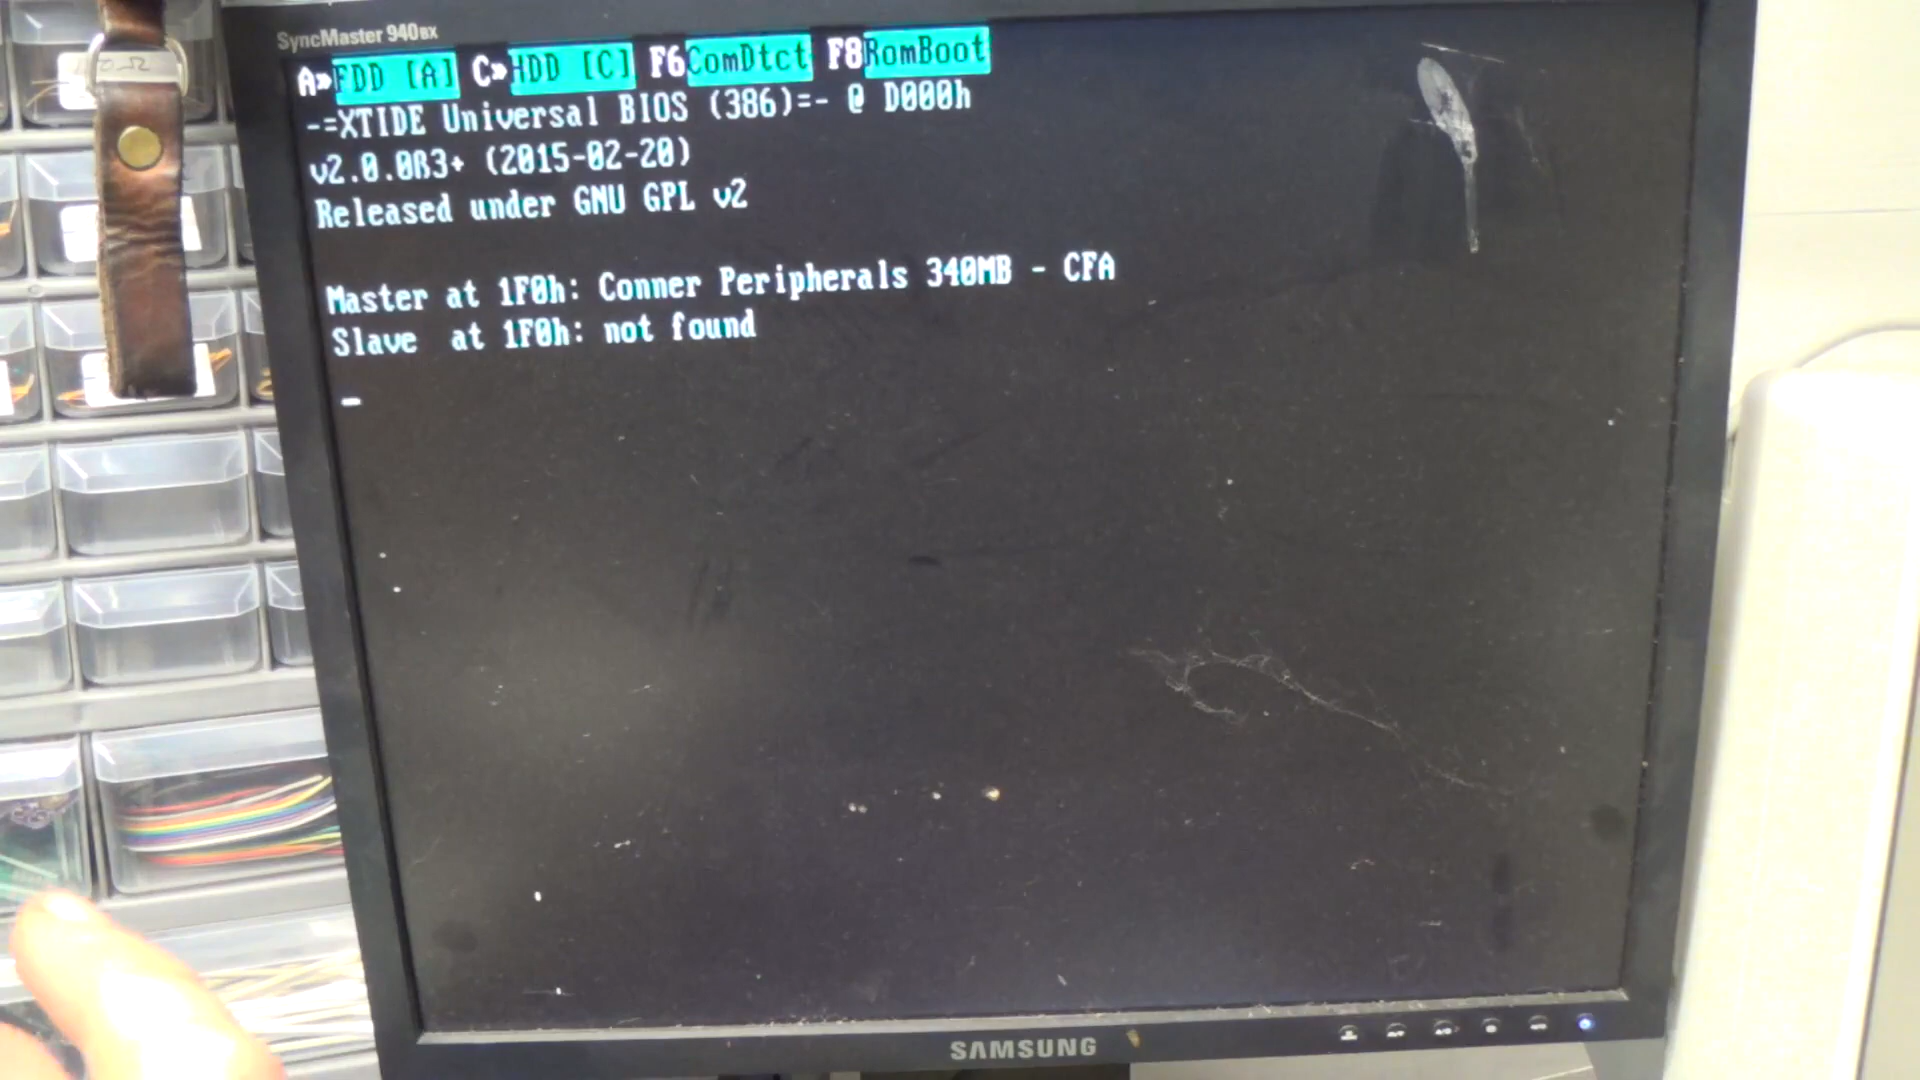 SyncMaster 940BX
A»FDD [A] C»HDD [C] F6ComDtct F8RomBoot
-=XTIDE Universal BIOS (386)=- @ D000h
v2.0.0ß3+ (2015-02-20)
Released under GNU GPL v2
Master at 1F0h: Conner Peripherals 340MB - CFA
Slave at 1F0h: not found
SAMSUNG